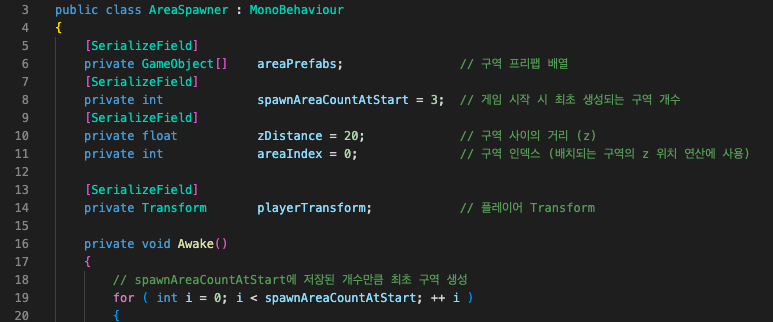 3 public class AreaSpawner : MonoBehaviour
4 {
5 [SerializeField]
6 private GameObject[] areaPrefabs; // 구역 프리팹 배열
7 [SerializeField]
8 private int spawnAreaCountAtStart = 3; // 게임 시작 시 최초 생성되는 구역 개수
9 [SerializeField]
10 private float zDistance = 20; // 구역 사이의 거리 (z)
11 private int areaIndex = 0; // 구역 인덱스 (배치되는 구역의 z 위치 연산에 사용)
12
13 [SerializeField]
14 private Transform playerTransform; // 플레이어 Transform
15
16 private void Awake()
17 {
18 // spawnAreaCountAtStart에 저장된 개수만큼 최초 구역 생성
19 for ( int i = 0; i < spawnAreaCountAtStart; ++ i )
20 {